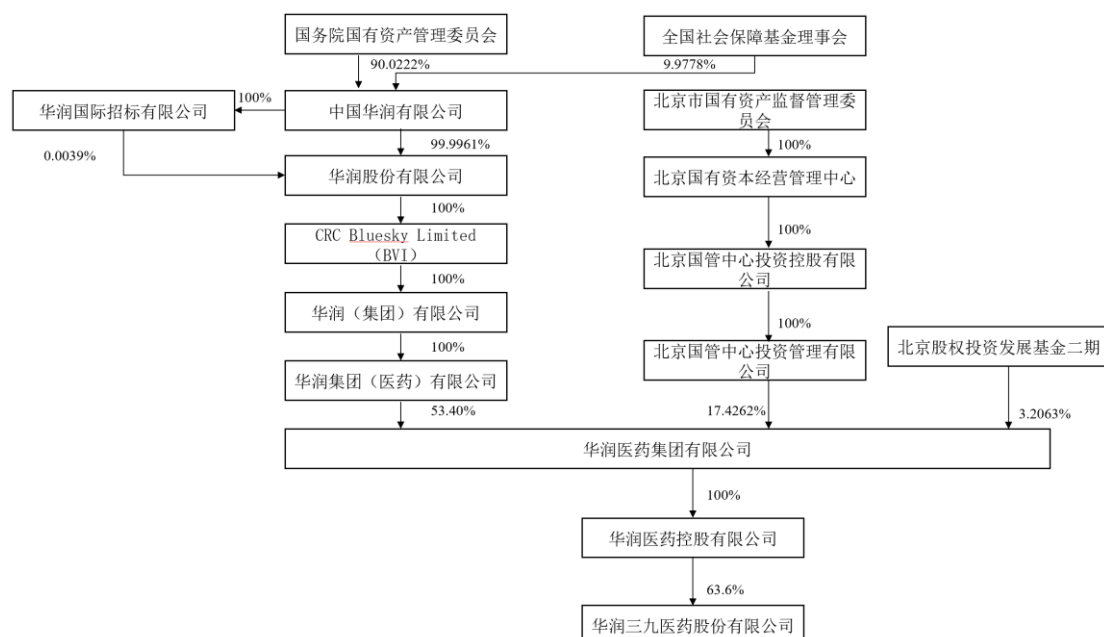 国务院国有资产管理委员会
全国社会保障基金理事会
90.0222%
9.9778%
华润国际招标有限公司
100%
中国华润有限公司
北京市国有资产监督管理委
员会
0.0039%
99.9961%
100%
华润股份有限公司
北京国有资本经营管理中心
100%
100%
CRC Bluesky Limited
（BVI）
北京国管中心投资控股有限
公司
100%
100%
华润（集团）有限公司
100%
北京国管中心投资管理有限
公司
北京股权投资发展基金二期
华润集团（医药）有限公司
53.40%
17.4262%
3.2063%
华润医药集团有限公司
100%
华润医药控股有限公司
63.6%
华润三九医药股份有限公司